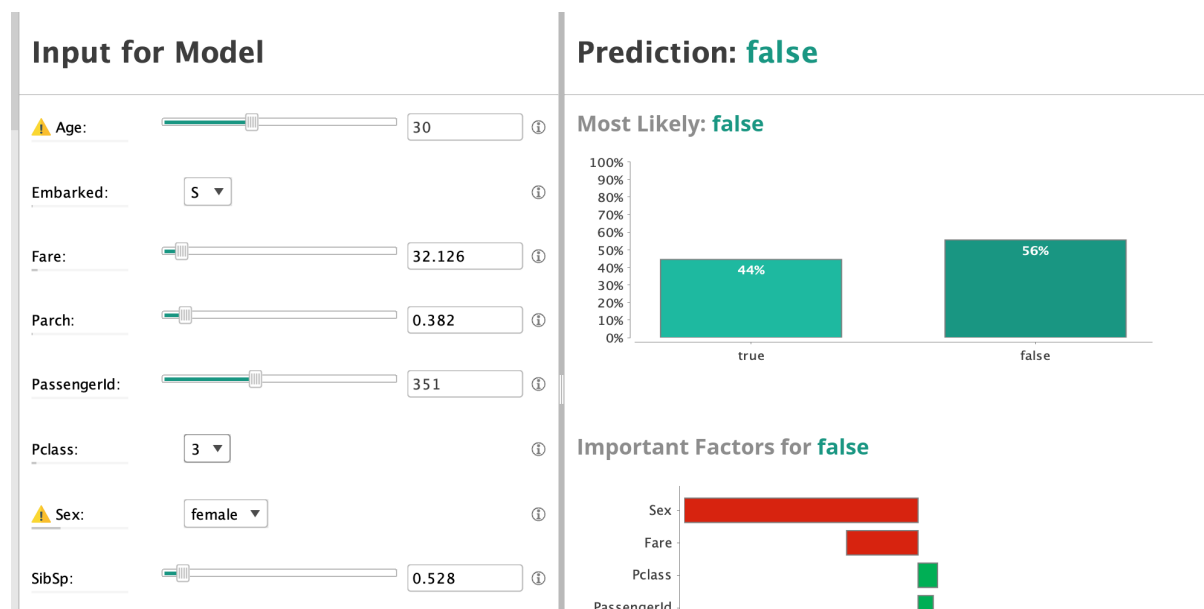 Input for Model
Age:
30
Embarked:
S
Fare:
32.126
Parch:
0.382
PassengerId:
351
Pclass:
3
Sex:
female
SibSp:
0.528
Prediction: false
Most Likely: false
100%
90%
80%
70%
60%
50%
40%
30%
20%
10%
0%
44%
56%
true
false
Important Factors for false
Sex
Fare
Pclass
PassengerId